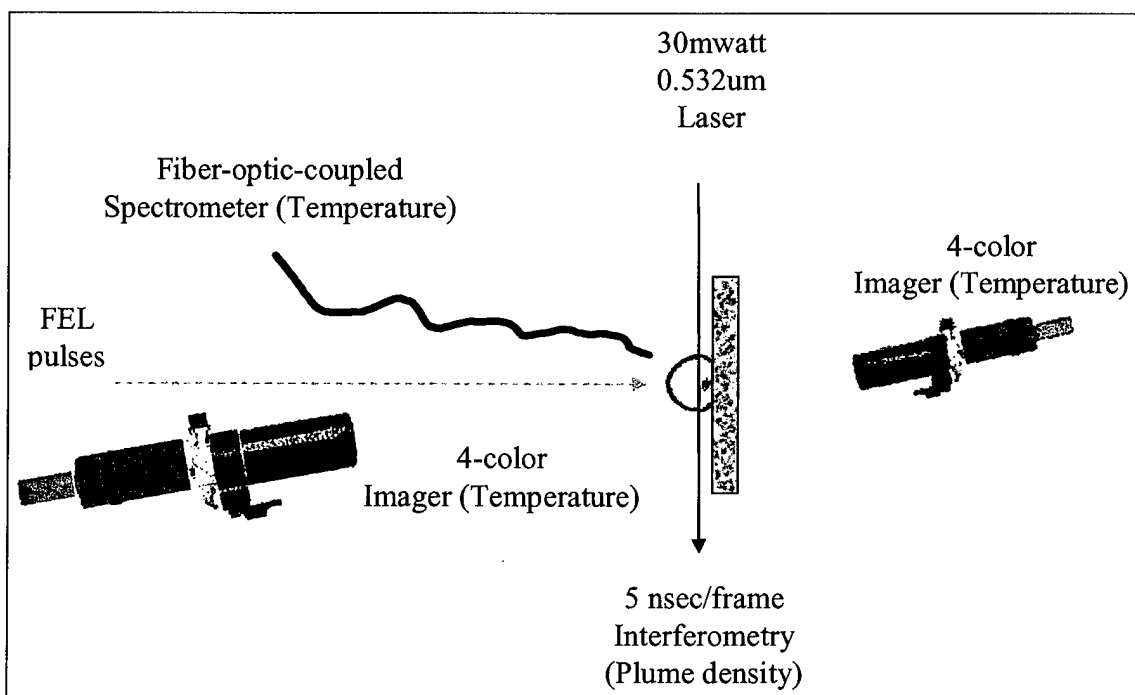 30mwatt
0.532um
Laser
Fiber-optic-coupled
Spectrometer (Temperature)
4-color
Imager (Temperature)
FEL
pulses
4-color
Imager (Temperature)
5 nsec/frame
Interferometry
(Plume density)